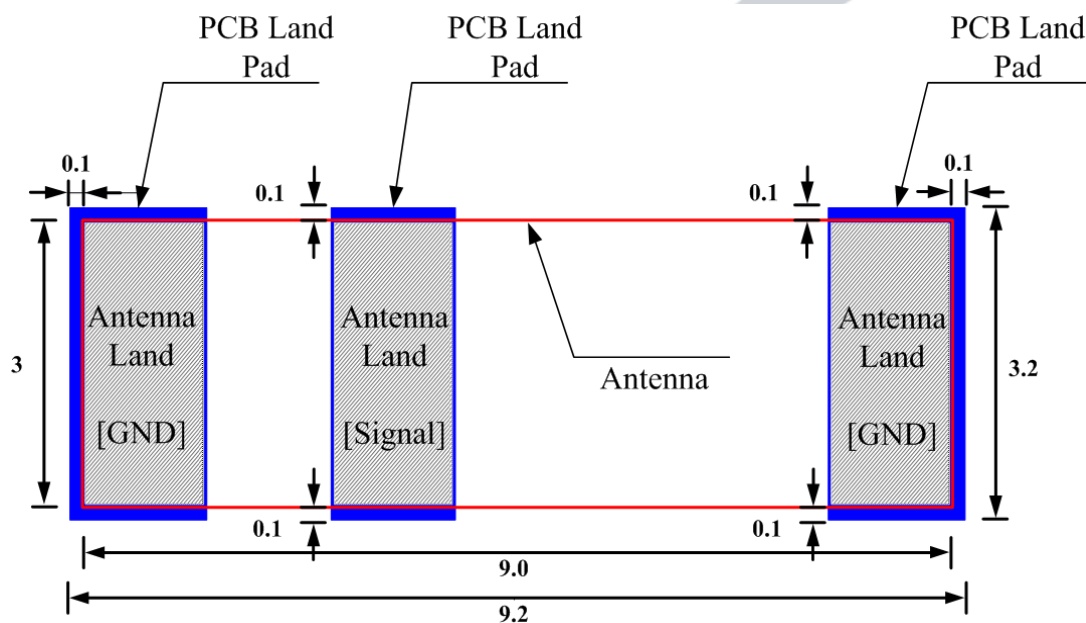 PCB Land
Pad
PCB Land
Pad
PCB Land
Pad
0.1
0.1
0.1
0.1
Antenna
Land
[GND]
Antenna
Land
[Signal]
Antenna
Land
[GND]
Antenna
3
3.2
0.1
0.1
9.0
9.2